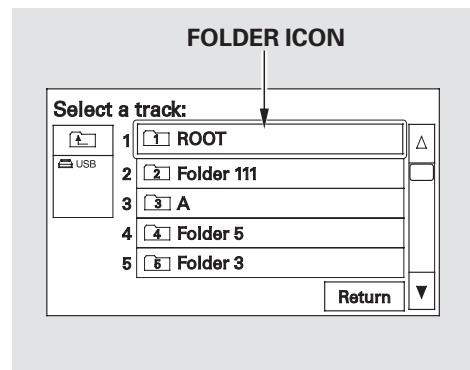 FOLDER ICON
Select a track:
1 1 ROOT
USB
2 2 Folder 111
3 3 A
4 4 Folder 5
5 5 Folder 3
Return